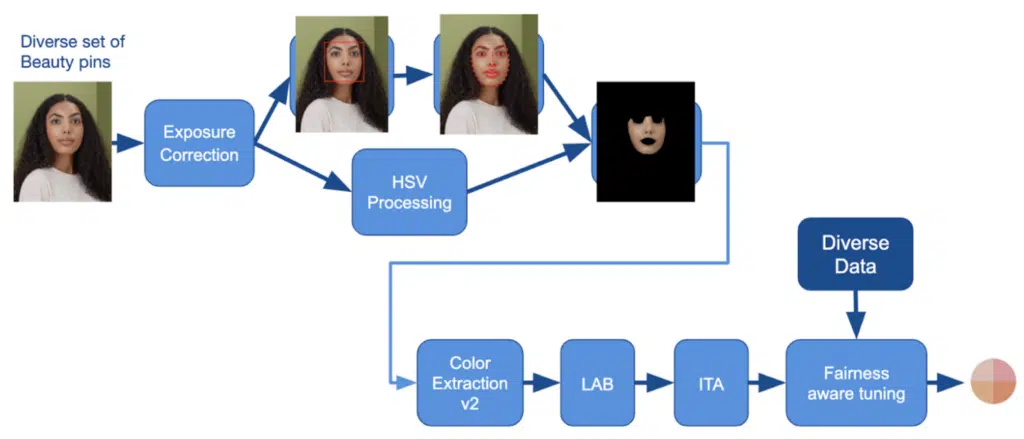 Diverse set of
Beauty pins
Exposure
Correction
HSV
Processing
Diverse
Data
Color
Extraction
v2
LAB
ITA
Fairness
aware tuning